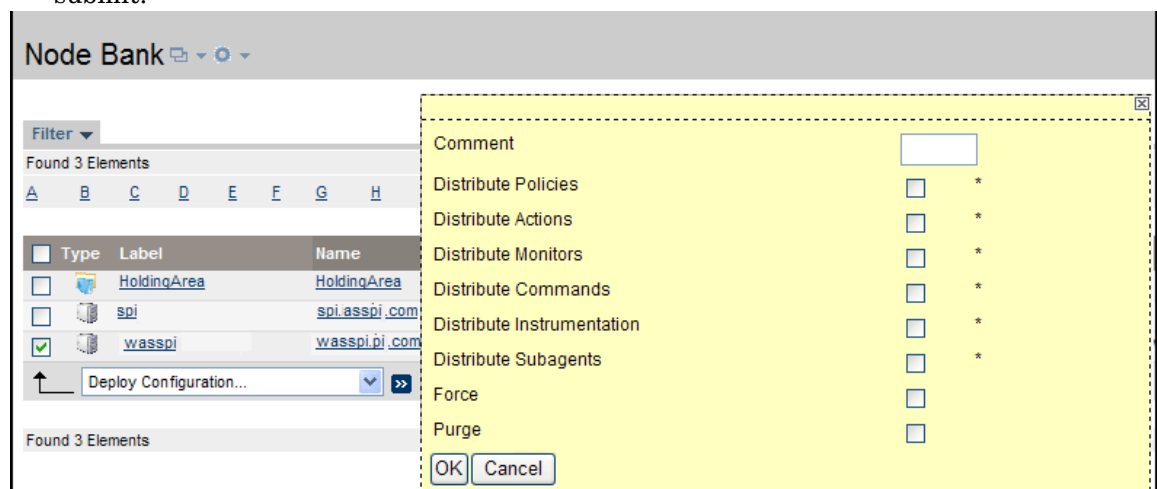 submit.
Node Bank
Filter
Found 3 Elements
A B C D E F G H
Type Label Name
HoldingArea HoldingArea
spi spi.asspi.com
wasspi wasspi.pi.com
Deploy Configuration...
Found 3 Elements
Comment
Distribute Policies *
Distribute Actions *
Distribute Monitors *
Distribute Commands *
Distribute Instrumentation *
Distribute Subagents *
Force
Purge
OK Cancel